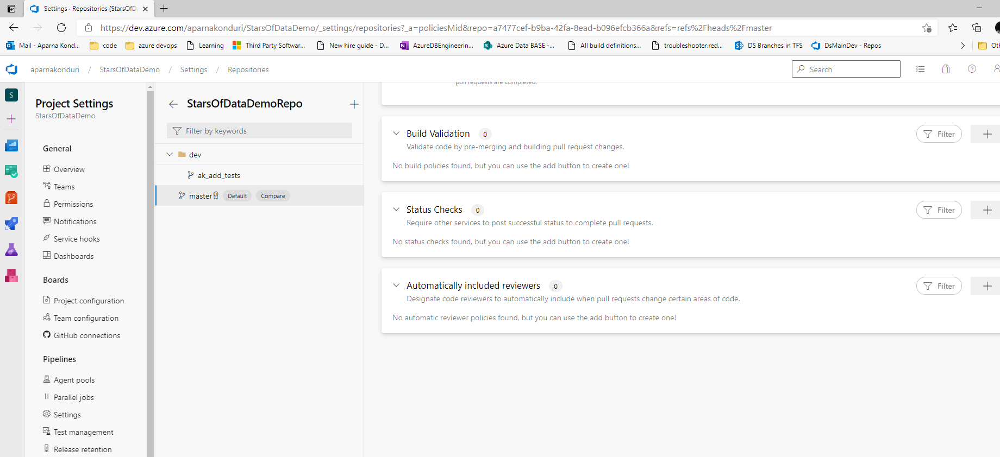 Settings · Repositories (StarsOfD
https://dev.azure.com/aparnakonduri/StarsOfDataDemo/_settings/repositories?_a=policiesMid&repo=a7477cef-b9ba-42fa-8ead-b096efcb366a&refs=refs%2Fheads%2Fmaster
Mail - Aparna Kond... code azure devops Learning Third Party Softwar... New hire guide - D... AzureDBEngineerin... Azure Data BASE -... All build definitions... troubleshooter.red... DS Branches in TFS DsMainDev - Repos Ot
aparnakonduri / StarsOfDataDemo / Settings / Repositories
Search
S
Project Settings
StarsOfDataDemo
General
Overview
Teams
Permissions
Notifications
Service hooks
Dashboards
Boards
Project configuration
Team configuration
GitHub connections
Pipelines
Agent pools
Parallel jobs
Settings
Test management
Release retention
StarsOfDataDemoRepo
Filter by keywords
dev
ak_add_tests
master Default Compare
pull requests are completed.
Build Validation 0
Filter
Validate code by pre-merging and building pull request changes.
No build policies found, but you can use the add button to create one!
Status Checks 0
Filter
Require other services to post successful status to complete pull requests.
No status checks found, but you can use the add button to create one!
Automatically included reviewers 0
Filter
Designate code reviewers to automatically include when pull requests change certain areas of code.
No automatic reviewer policies found, but you can use the add button to create one!